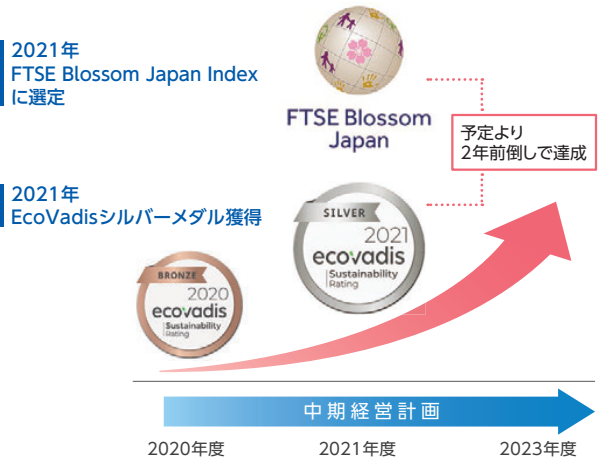 2021年
FTSE Blossom Japan Index
に選定
FTSE Blossom
Japan
予定より
2年前倒しで達成
2021年
EcoVadisシルバーメダル獲得
SILVER
2021
ecovadis
Sustainability
Rating
BRONZE
2020
ecovadis
Sustainability
Rating
中期経営計画
2020年度
2021年度
2023年度